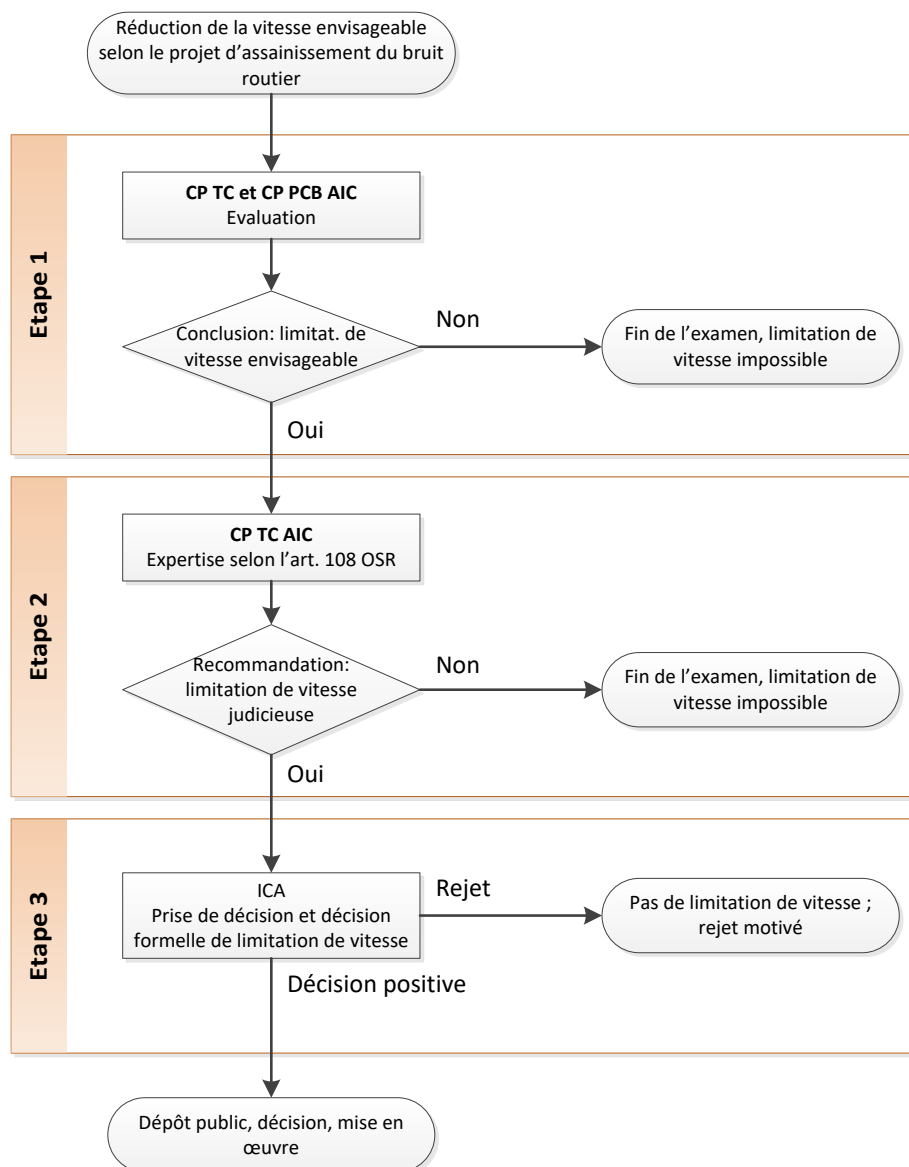 Réduction de la vitesse envisageable
selon le projet d'assainissement du bruit
routier
Etape 1
CP TC et CP PCB AIC
Evaluation
Conclusion: limitat. de
vitesse envisageable
Non
Fin de l'examen, limitation de
vitesse impossible
Oui
Etape 2
CP TC AIC
Expertise selon l'art. 108 OSR
Recommandation:
limitation de vitesse
judicieuse
Non
Fin de l'examen, limitation de
vitesse impossible
Oui
Etape 3
ICA
Prise de décision et décision
formelle de limitation de vitesse
Rejet
Pas de limitation de vitesse ;
rejet motivé
Décision positive
Dépôt public, décision, mise en
œuvre